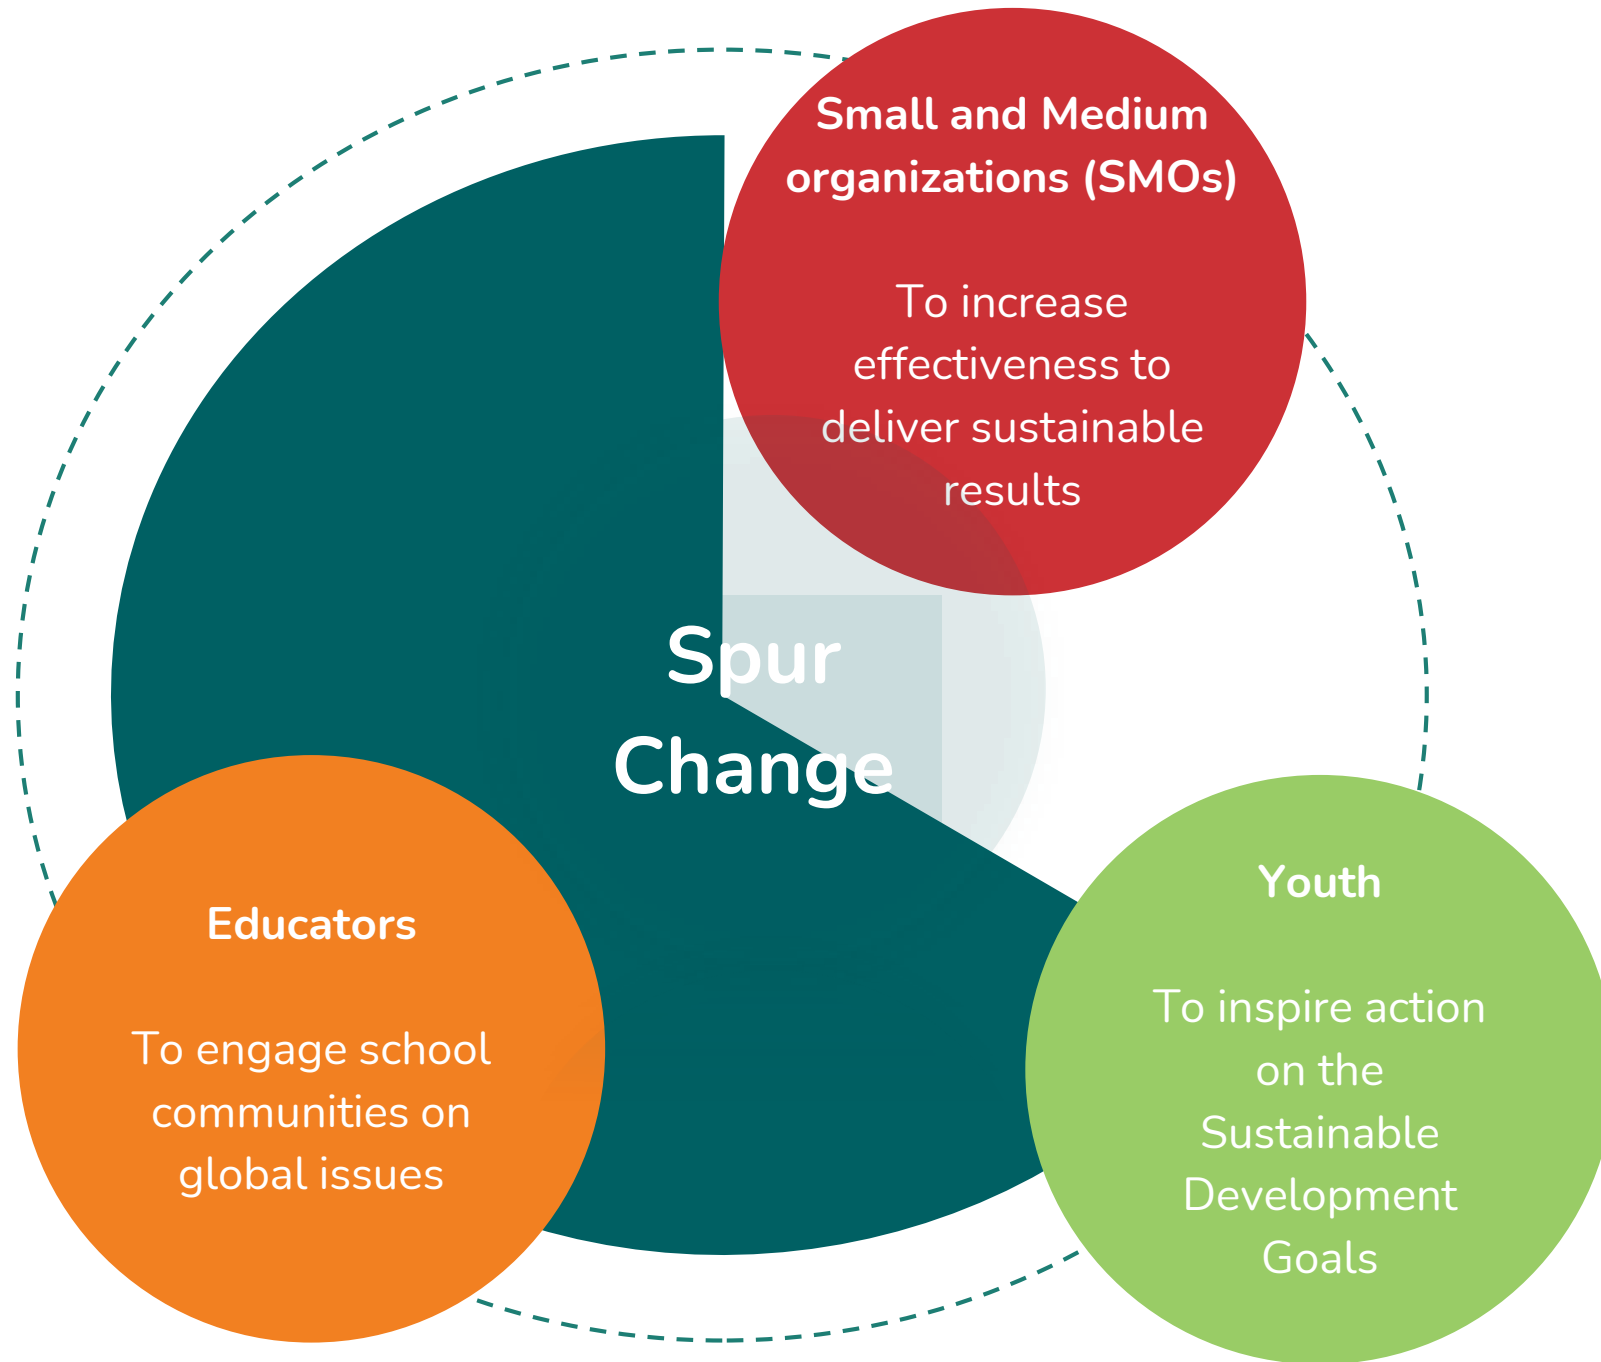 Small and Medium
organizations (SMOs)
To increase
effectiveness to
deliver sustainable
results
Spur
Change
Educators
To engage school
communities on
global issues
Youth
To inspire action
on the
Sustainable
Development
Goals